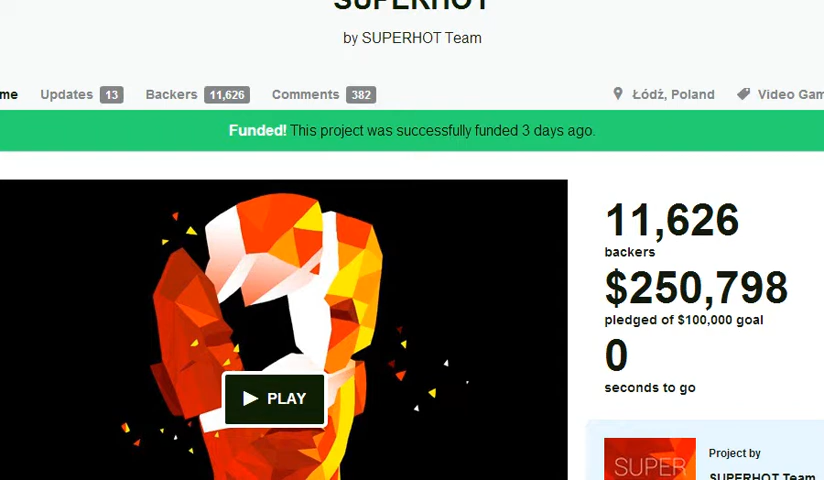 SUPERHOT
by SUPERHOT Team
me Updates 13 Backers 11,626 Comments 382 Łódź, Poland Video Gam
Funded! This project was successfully funded 3 days ago.
11,626
backers
$250,798
pledged of $100,000 goal
0
seconds to go
PLAY
Project by
SUPERHOT Team
SUPER